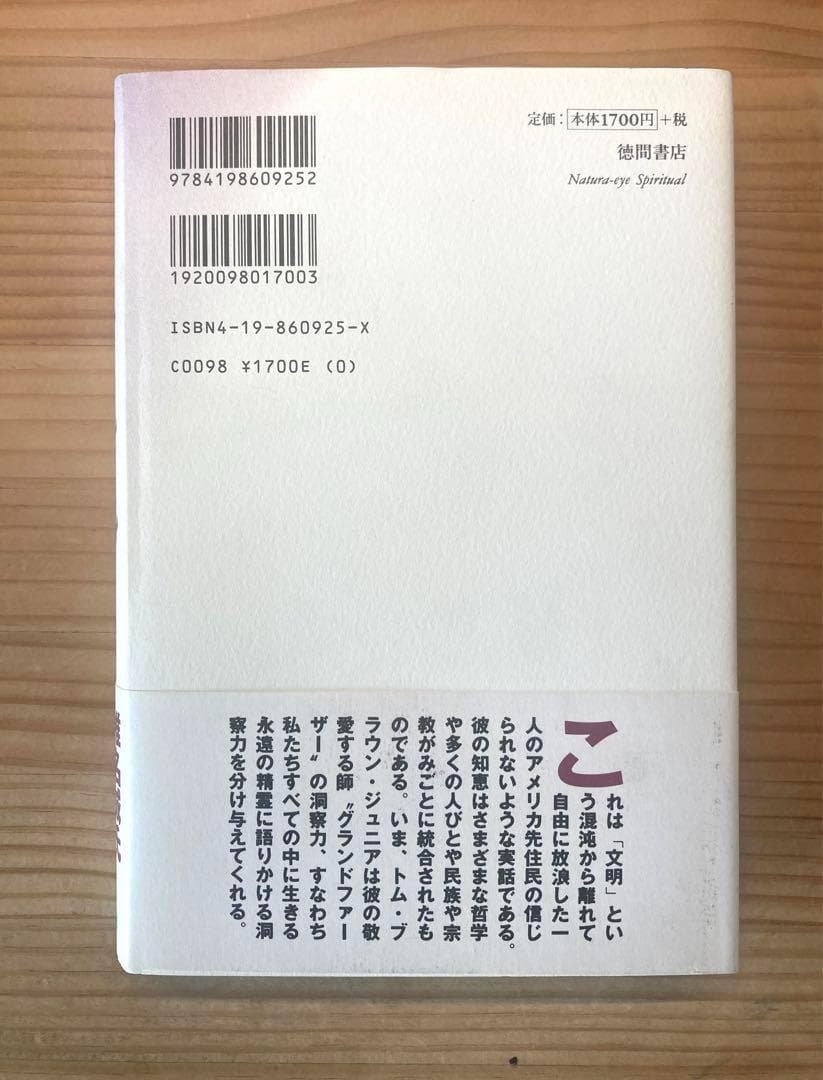 9784198609252
1920098017003
ISBN4-19-860925-X
C0098 ¥1700E (0)
定価:本体1700円+税
徳間書店
Natura-eye Spiritual
これは「文明」とい
う混沌から離れて
自由に放浪した一
人のアメリカ先住民の信じ
られないような実話である。
彼の知恵はさまざまな哲学
や多くの人びとや民族や宗
教がみごとに統合されたも
のである。いま、トム・ブ
ラウン・ジュニアは彼の敬
愛する師〝グランドファー
ザー〟の洞察力、すなわち
私たちすべての中に生きる
永遠の精霊に語りかける洞
察力を分け与えてくれる。